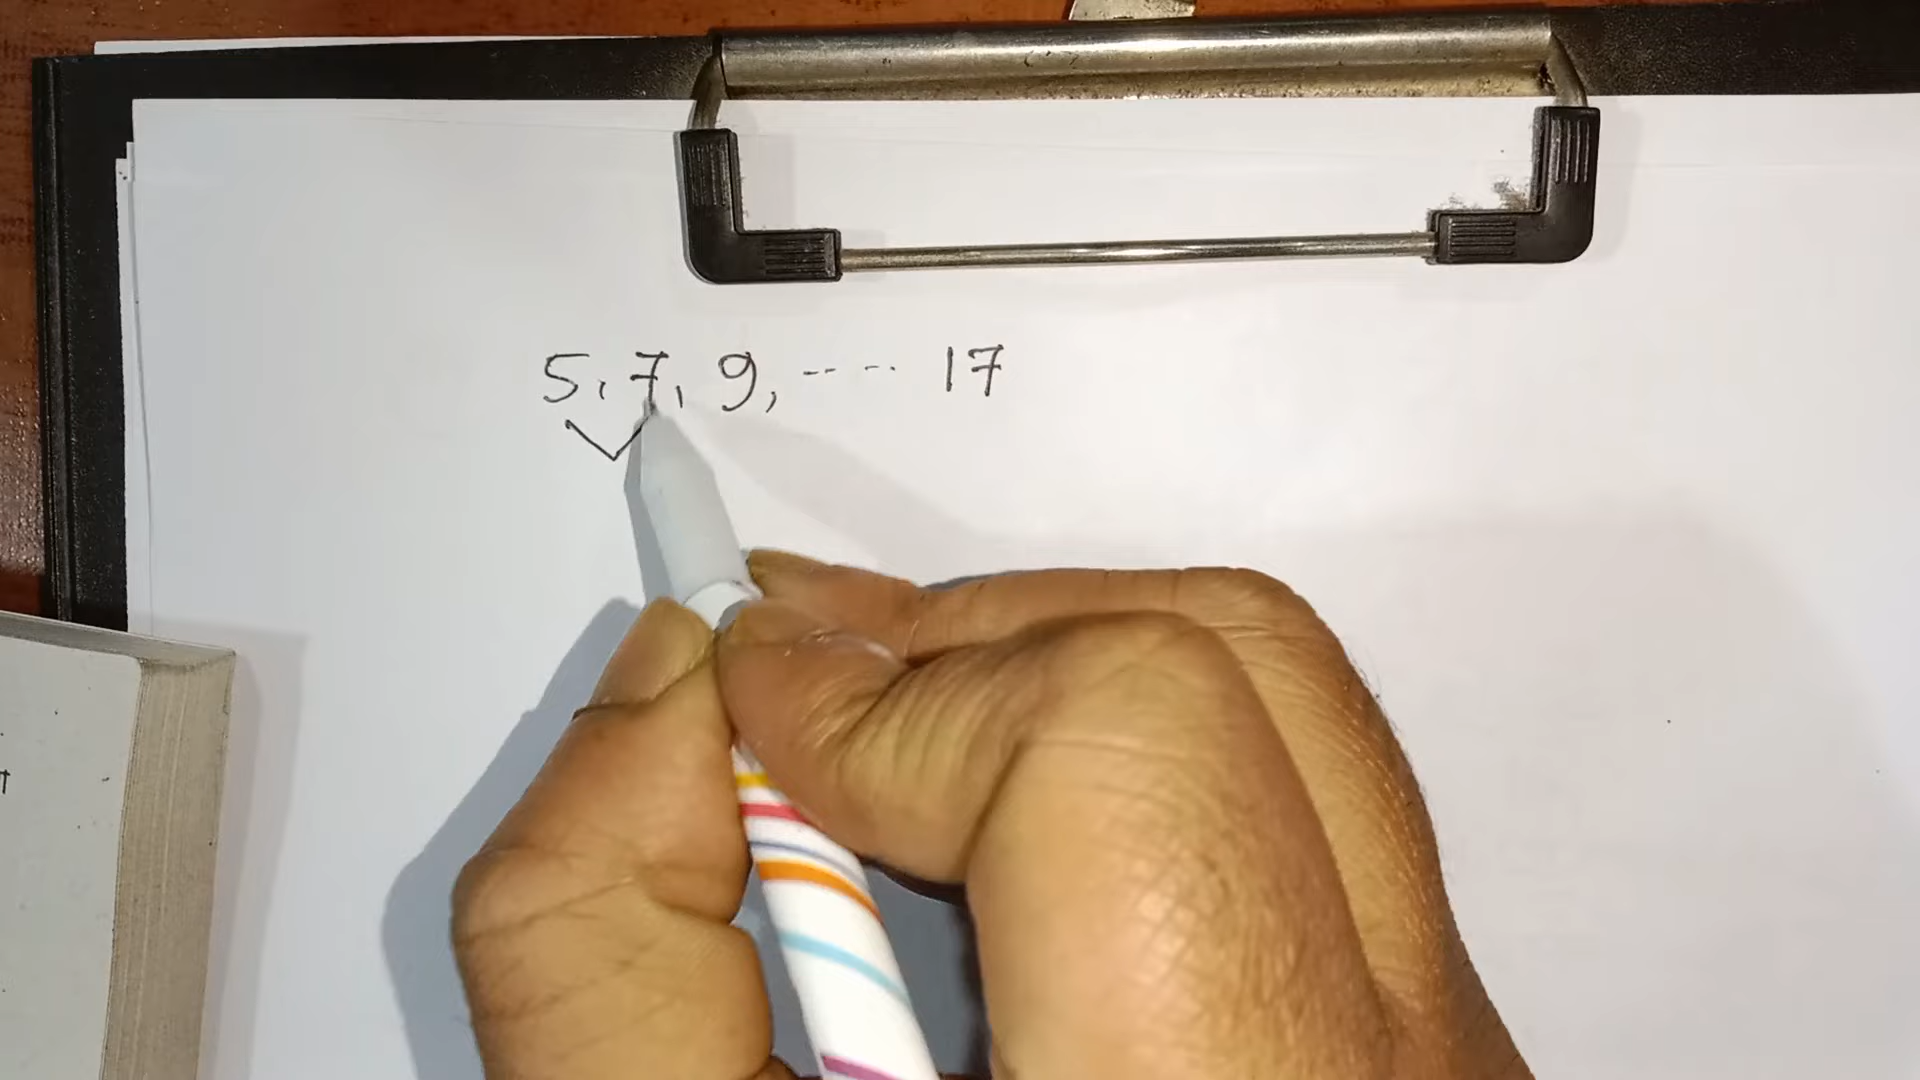 5, 7, 9, ---- 17